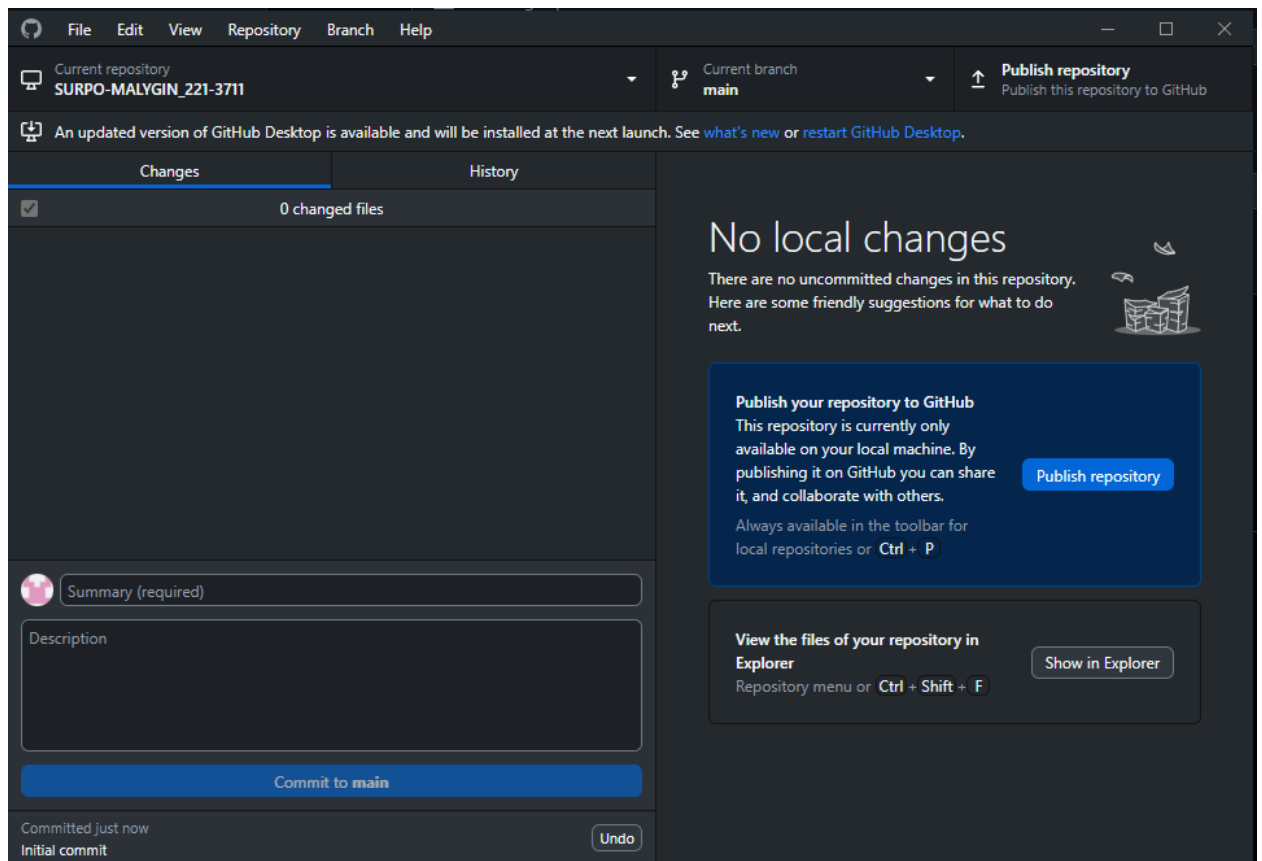 File Edit View Repository Branch Help
Current repository
SURPO-MALYGIN_221-3711
Current branch
main
Publish repository
Publish this repository to GitHub
An updated version of GitHub Desktop is available and will be installed at the next launch. See what's new or restart GitHub Desktop.
Changes
History
0 changed files
No local changes
There are no uncommitted changes in this repository.
Here are some friendly suggestions for what to do
next.
Publish your repository to GitHub
This repository is currently only
available on your local machine. By
publishing it on GitHub you can share
it, and collaborate with others.
Always available in the toolbar for
local repositories or Ctrl + P
Publish repository
View the files of your repository in
Explorer
Repository menu or Ctrl + Shift + F
Show in Explorer
Summary (required)
Description
Commit to main
Committed just now
Initial commit
Undo